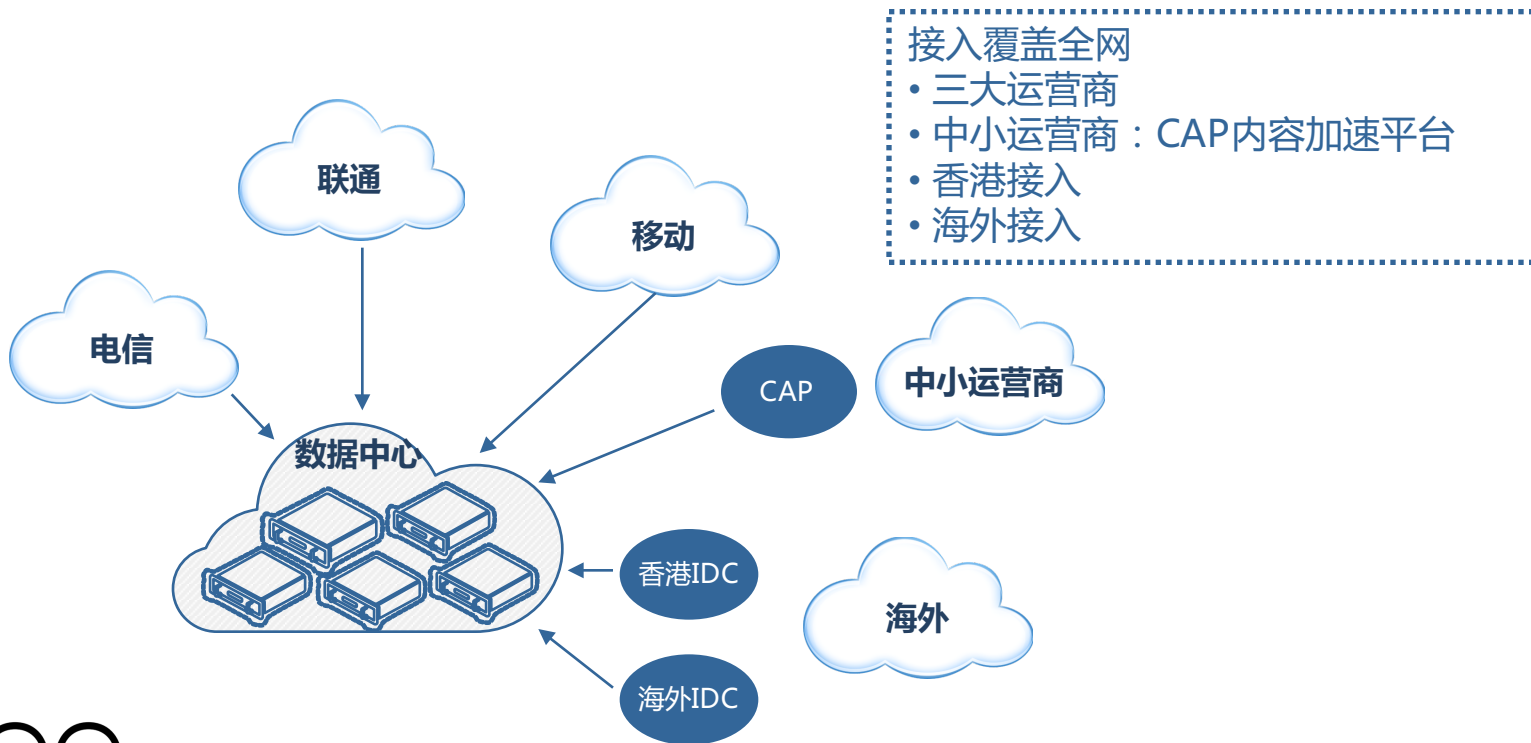 接入覆盖全网
• 三大运营商
• 中小运营商：CAP内容加速平台
• 香港接入
• 海外接入
联通
移动
电信
CAP
中小运营商
数据中心
香港IDC
海外
海外IDC